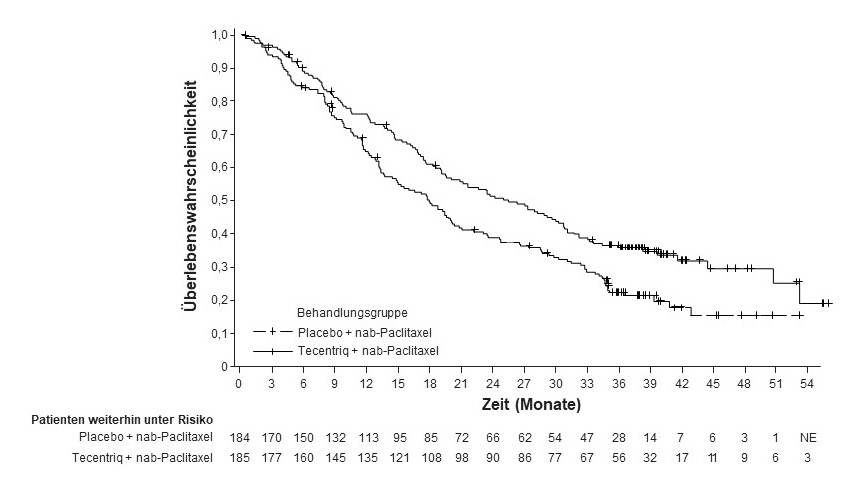 Überlebenswahrscheinlichkeit
1,0
0,9
0,8
0,7
0,6
0,5
0,4
0,3
0,2
0,1
0
Behandlungsgruppe
Placebo + nab-Paclitaxel
Tecentriq + nab-Paclitaxel
0 3 6 9 12 15 18 21 24 27 30 33 36 39 42 45 48 51 54
Zeit (Monate)
Patienten weiterhin unter Risiko
Placebo + nab-Paclitaxel 184 170 150 132 113 95 85 72 66 62 54 47 28 14 7 6 3 1 NE
Tecentriq + nab-Paclitaxel 185 177 160 145 135 121 108 98 90 86 77 67 56 32 17 11 9 6 3